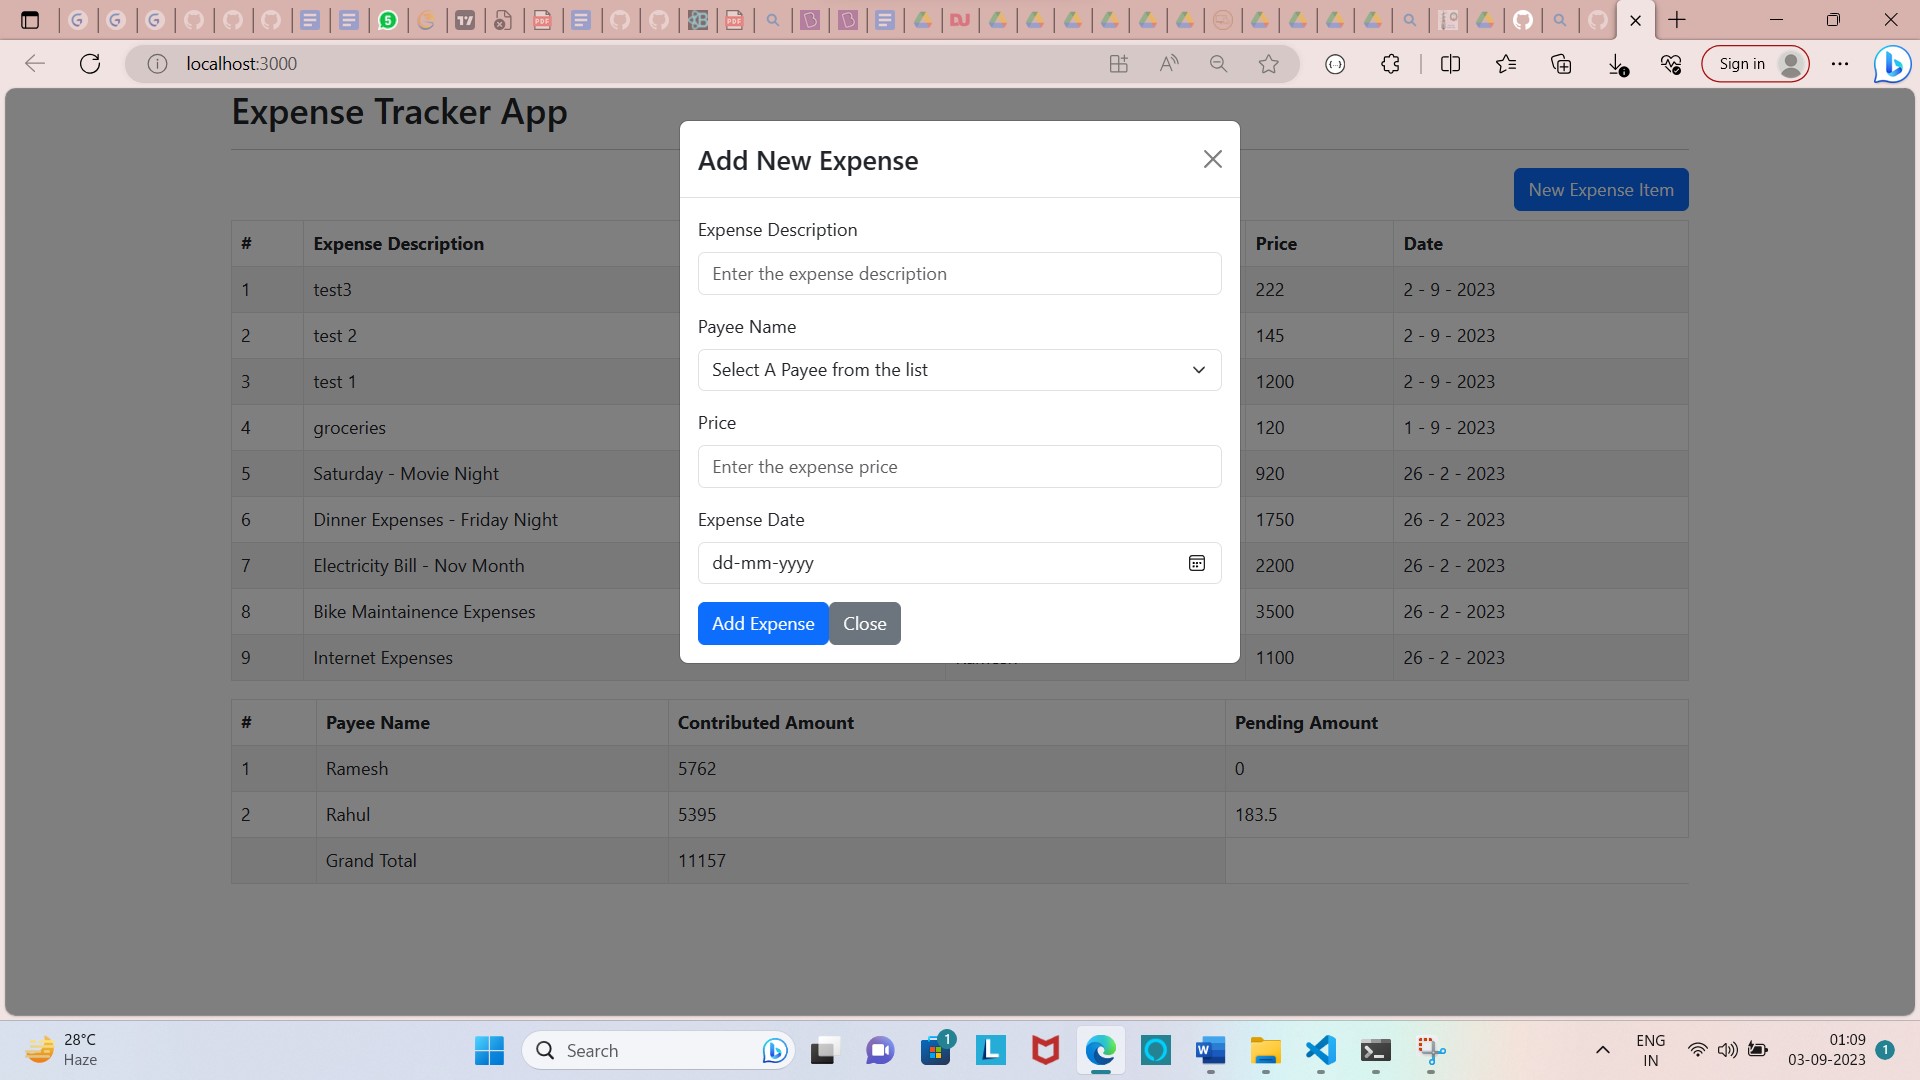 localhost:3000
Sign in
Expense Tracker App
New Expense Item
# Expense Description Price Date
1 test3 222 2 - 9 - 2023
2 test 2 145 2 - 9 - 2023
3 test 1 1200 2 - 9 - 2023
4 groceries 120 1 - 9 - 2023
5 Saturday - Movie Night 920 26 - 2 - 2023
6 Dinner Expenses - Friday Night 1750 26 - 2 - 2023
7 Electricity Bill - Nov Month 2200 26 - 2 - 2023
8 Bike Maintainence Expenses 3500 26 - 2 - 2023
9 Internet Expenses 1100 26 - 2 - 2023
Add New Expense
Expense Description
Enter the expense description
Payee Name
Select A Payee from the list
Price
Enter the expense price
Expense Date
dd-mm-yyyy
Add Expense Close
# Payee Name Contributed Amount Pending Amount
1 Ramesh 5762 0
2 Rahul 5395 183.5
Grand Total 11157
28°C
Haze
Search
1
ENG
IN
01:09
03-09-2023
1